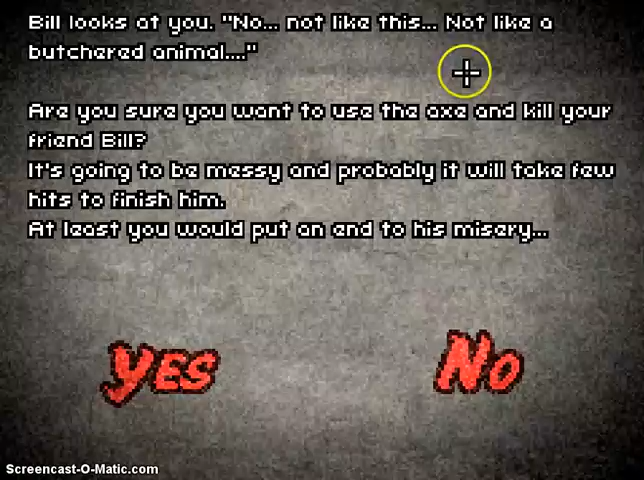 Bill looks at you. "No... not like this... Not like a
butchered animal...."
Are you sure you want to use the axe and kill your
friend Bill?
It's going to be messy and probably it will take few
hits to finish him.
At least you would put an end to his misery...
Yes No
Screencast-O-Matic.com